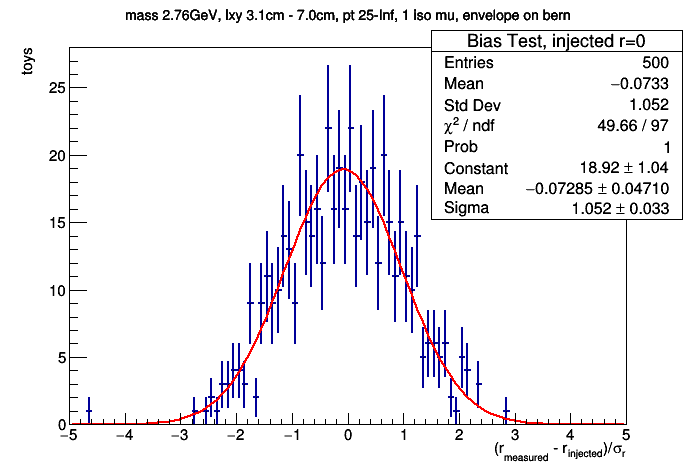 mass 2.76GeV, lxy 3.1cm - 7.0cm, pt 25-Inf, 1 Iso mu, envelope on bern
Bias Test, injected r=0
Entries 500
Mean −0.0733
Std Dev 1.052
χ² / ndf 49.66 / 97
Prob 1
Constant 18.92 ± 1.04
Mean −0.07285 ± 0.04710
Sigma 1.052 ± 0.033
toys
25
20
15
10
5
0
−5 −4 −3 −2 −1 0 1 2 3 4 5
(r_measured - r_injected)/σ_r